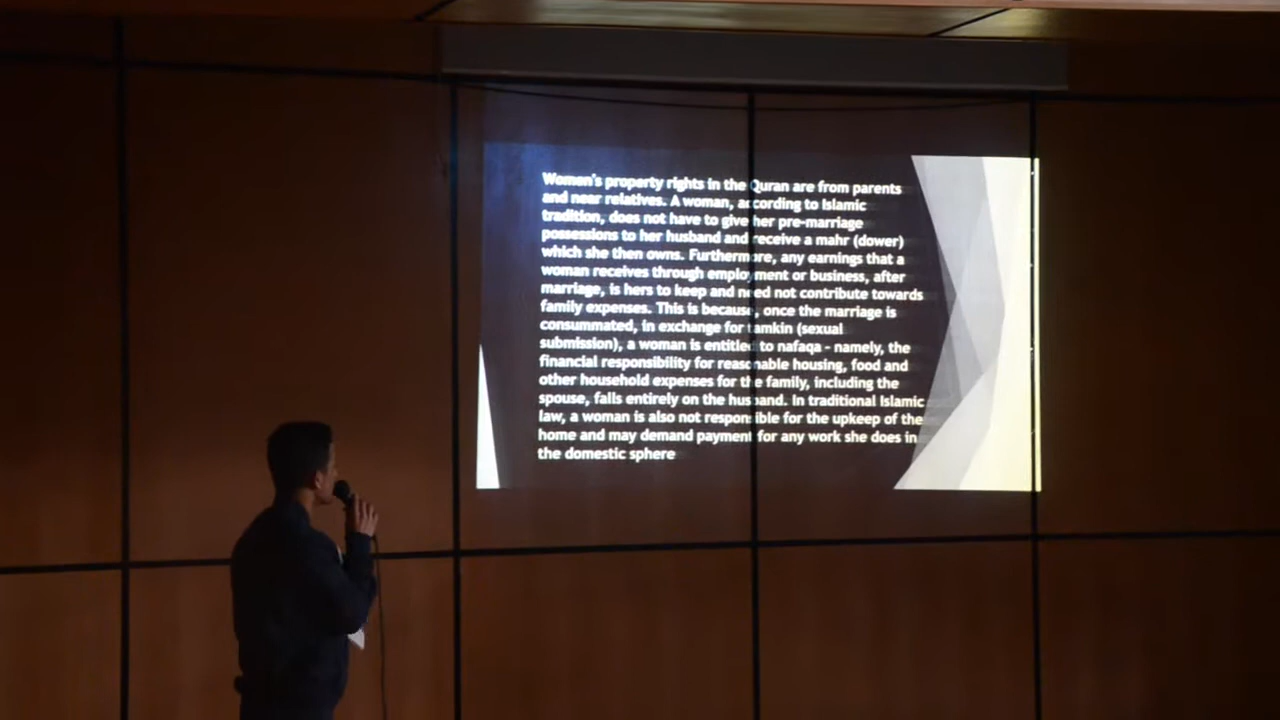 Women's property rights in the Quran are from parents
and near relatives. A woman, according to Islamic
tradition, does not have to give her pre-marriage
possessions to her husband and receive a mahr (dower)
which she then owns. Furthermore, any earnings that a
woman receives through employment or business, after
marriage, is hers to keep and need not contribute towards
family expenses. This is because, once the marriage is
consummated, in exchange for tamkin (sexual
submission), a woman is entitled to nafaqa - namely, the
financial responsibility for reasonable housing, food and
other household expenses for the family, including the
spouse, falls entirely on the husband. In traditional Islamic
law, a woman is also not responsible for the upkeep of the
home and may demand payment for any work she does in
the domestic sphere